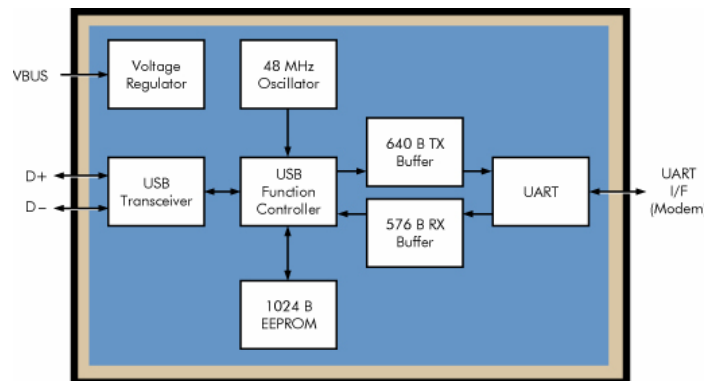 Voltage
Regulator
48 MHz
Oscillator
VBUS
640 B TX
Buffer
D+
D–
USB
Transceiver
USB
Function
Controller
UART
UART
I/F
(Modem)
576 B RX
Buffer
1024 B
EEPROM